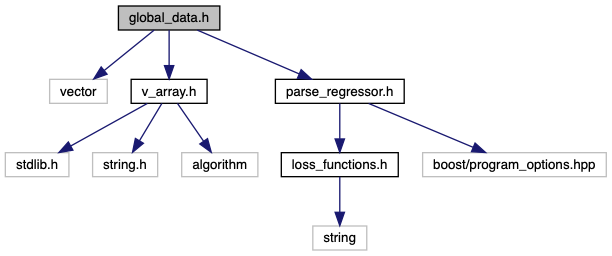 global_data.h
vector
v_array.h
parse_regressor.h
stdlib.h
string.h
algorithm
loss_functions.h
boost/program_options.hpp
string